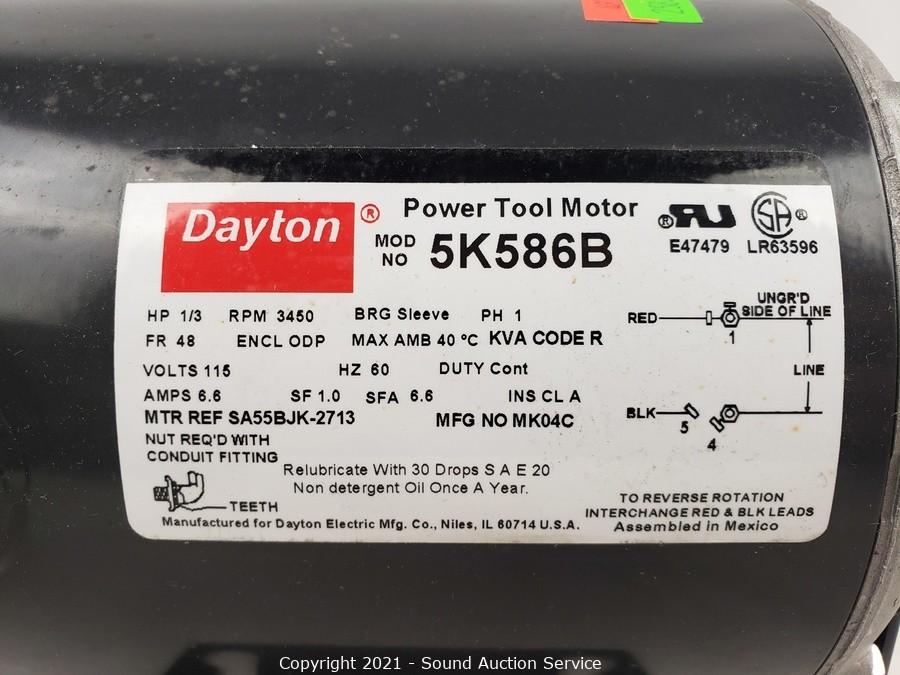 Dayton ®
Power Tool Motor
MOD NO 5K586B
® RU
E47479
SA
LR63596
HP 1/3 RPM 3450 BRG Sleeve PH 1
FR 48 ENCL ODP MAX AMB 40 °C KVA CODE R
VOLTS 115 HZ 60 DUTY Cont
AMPS 6.6 SF 1.0 SFA 6.6 INS CL A
MTR REF SA55BJK-2713 MFG NO MK04C
NUT REQ'D WITH
CONDUIT FITTING
TEETH
Relubricate With 30 Drops S A E 20
Non detergent Oil Once A Year.
Manufactured for Dayton Electric Mfg. Co., Niles, IL 60714 U.S.A.
UNGR'D
SIDE OF LINE
RED
1
LINE
BLK
5
4
TO REVERSE ROTATION
INTERCHANGE RED & BLK LEADS
Assembled in Mexico
Copyright 2021 - Sound Auction Service